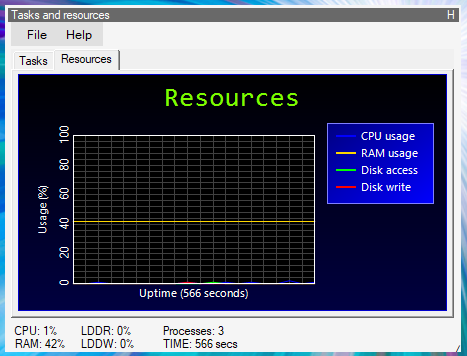 Tasks and resources H
File Help
Tasks Resources
Resources
CPU usage
RAM usage
Disk access
Disk write
100
80
60
40
20
0
Usage (%)
Uptime (566 seconds)
CPU: 1% LDDR: 0% Processes: 3
RAM: 42% LDDW: 0% TIME: 566 secs